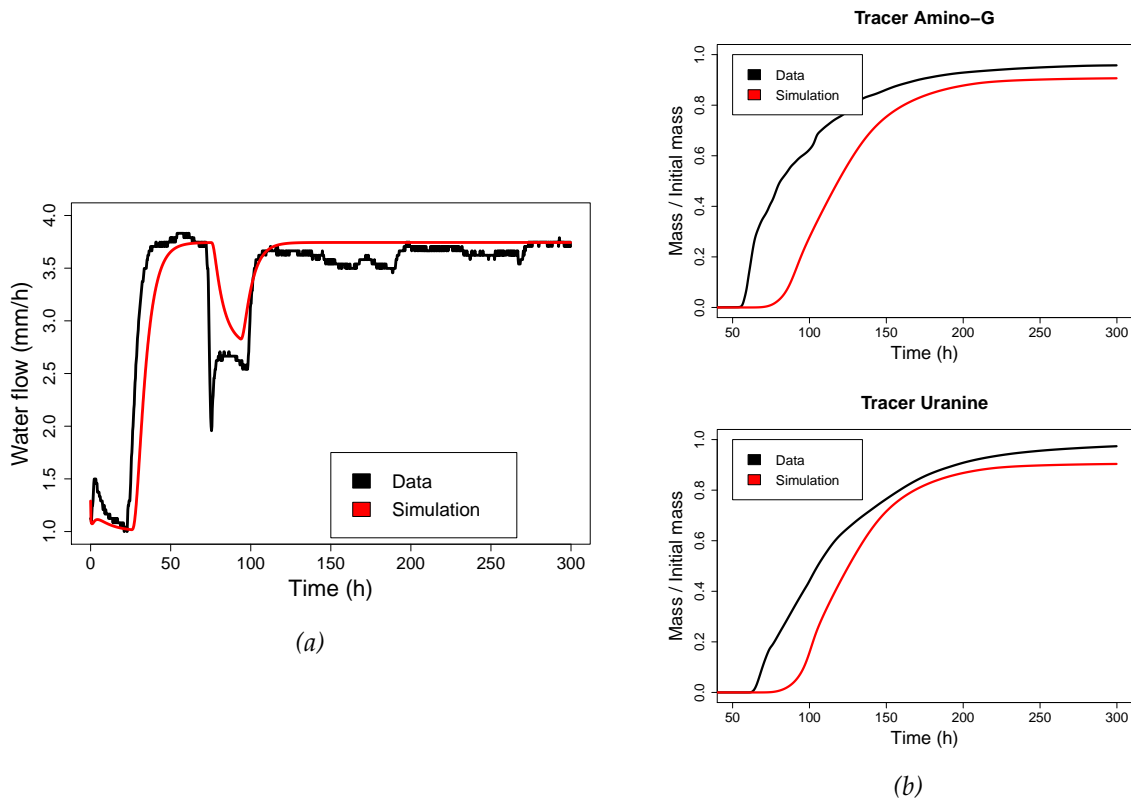 Water flow (mm/h)
4.0
3.5
3.0
2.5
2.0
1.5
1.0
Data
Simulation
0
50
100
150
200
250
300
Time (h)
(a)
Tracer Amino−G
Mass / Initial mass
1.0
0.8
0.6
0.4
0.2
0.0
Data
Simulation
50
100
150
200
250
300
Time (h)
Tracer Uranine
Mass / Initial mass
1.0
0.8
0.6
0.4
0.2
0.0
Data
Simulation
50
100
150
200
250
300
Time (h)
(b)